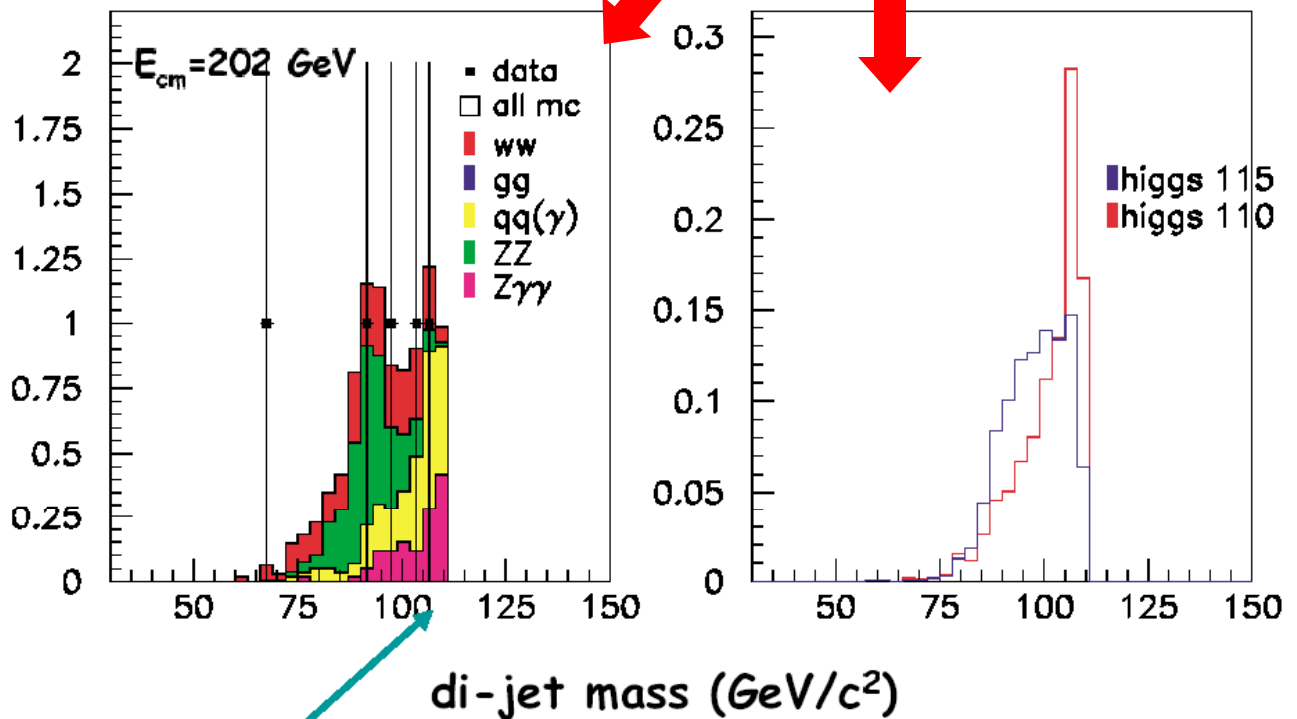 E_cm=202 GeV
data
all mc
ww
gg
qq(γ)
ZZ
Zγγ
2
1.75
1.5
1.25
1
0.75
0.5
0.25
0
50 75 100 125 150
higgs 115
higgs 110
0.3
0.25
0.2
0.15
0.1
0.05
0
50 75 100 125 150
di-jet mass (GeV/c²)